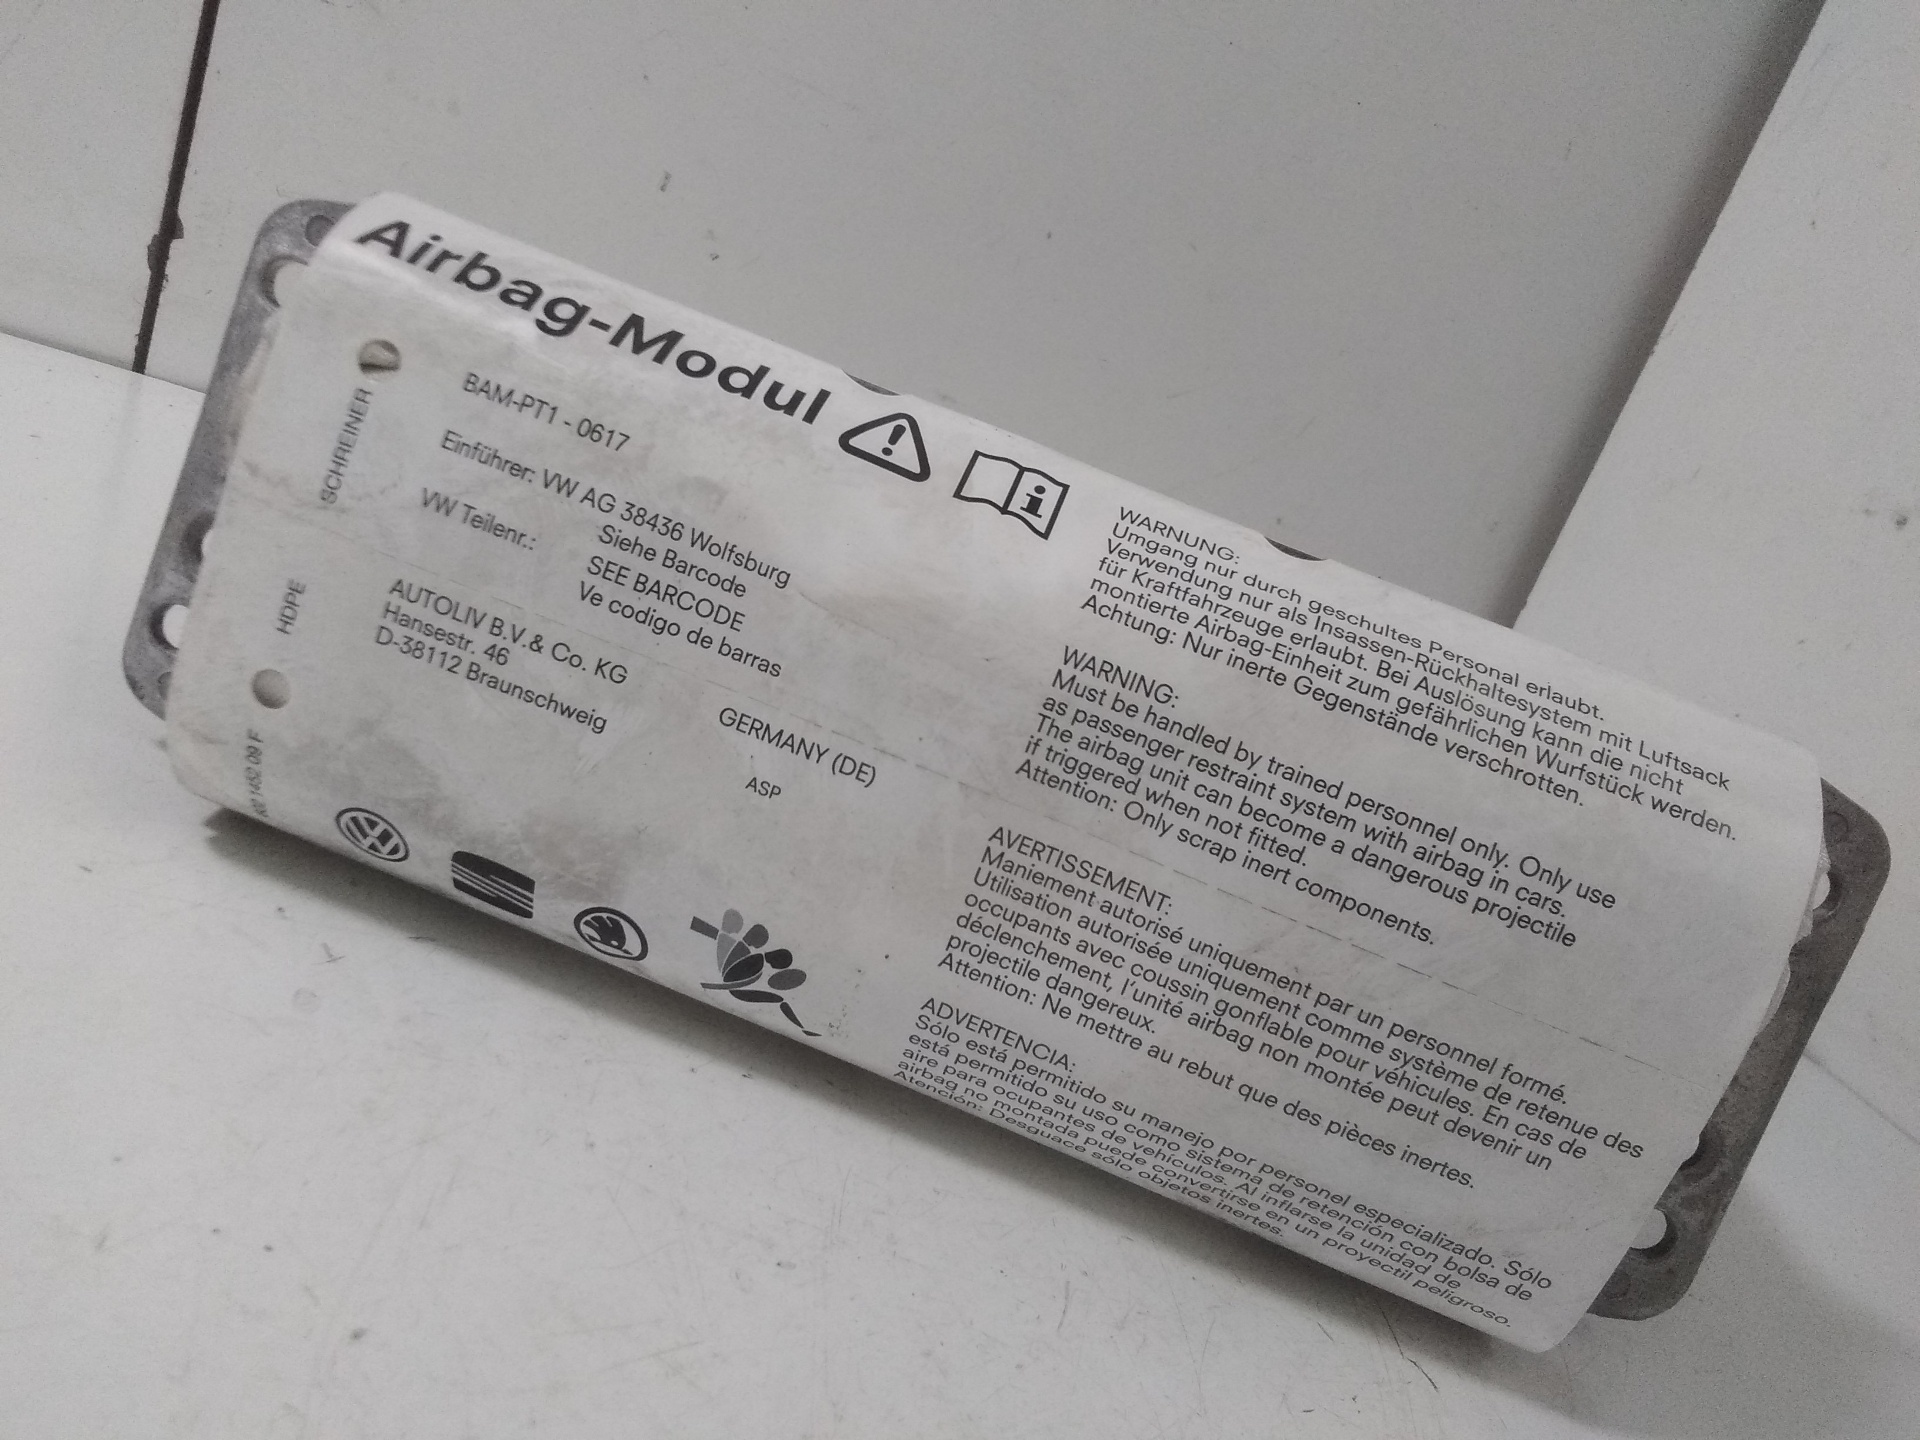 Airbag-Modul
BAM-PT1 - 0617
Einführer: VW AG 38436 Wolfsburg
VW Teilenr.: Siehe Barcode
SEE BARCODE
Ve codigo de barras
AUTOLIV B.V.& Co. KG
Hansestr. 46
D-38112 Braunschweig
GERMANY (DE)
ASP
SCHREINER
HDPE
WARNUNG:
Umgang nur durch geschultes Personal erlaubt.
Verwendung nur als Insassen-Rückhaltesystem mit Luftsack
für Kraftfahrzeuge erlaubt. Bei Auslösung kann die nicht
montierte Airbag-Einheit zum gefährlichen Wurfstück werden.
Achtung: Nur inerte Gegenstände verschrotten.
WARNING:
Must be handled by trained personnel only. Only use
as passenger restraint system with airbag in cars.
The airbag unit can become a dangerous projectile
if triggered when not fitted.
Attention: Only scrap inert components.
AVERTISSEMENT:
Maniement autorisé uniquement par un personnel formé.
Utilisation autorisée uniquement comme système de retenue des
occupants avec coussin gonflable pour véhicules. En cas de
déclenchement, l'unité airbag non montée peut devenir un
projectile dangereux.
Attention: Ne mettre au rebut que des pièces inertes.
ADVERTENCIA:
Sólo está permitido su manejo por personel especializado. Sólo
está permitido su uso como sistema de retención con bolsa de
aire para ocupantes de vehículos. Al inflarse la unidad de
airbag no montada puede convertirse en un proyectil peligroso.
Atención: Desguace sólo objetos inertes.